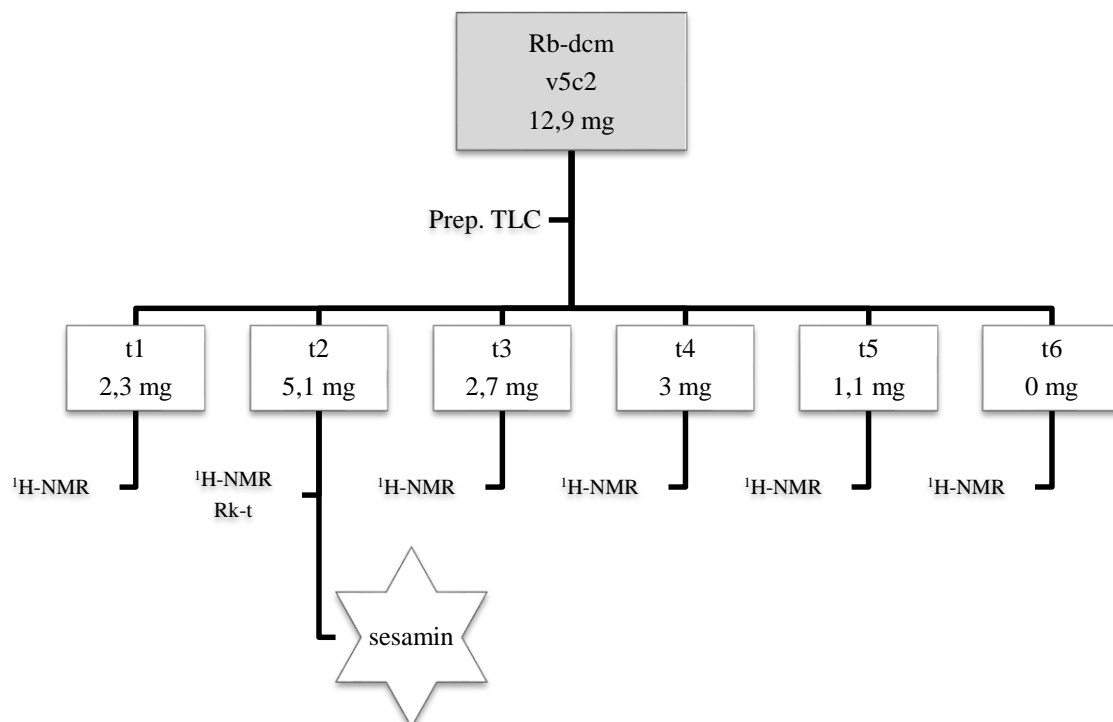 Rb-dcm
v5c2
12,9 mg
Prep. TLC
t1
2,3 mg
t2
5,1 mg
t3
2,7 mg
t4
3 mg
t5
1,1 mg
t6
0 mg
¹H-NMR
¹H-NMR
Rk-t
¹H-NMR
¹H-NMR
¹H-NMR
¹H-NMR
sesamin